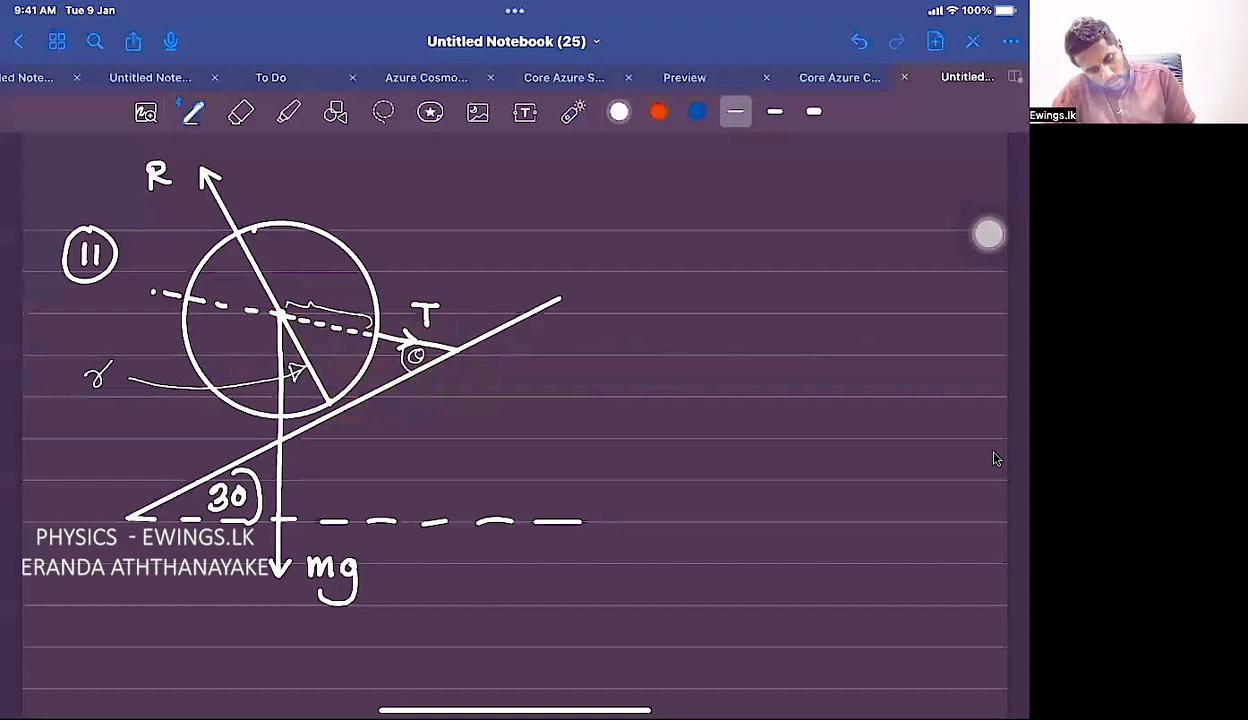 9:41 AM Tue 9 Jan
100%
Untitled Notebook (25)
led Note...
Untitled Note...
To Do
Azure Cosmo...
Core Azure S...
Preview
Core Azure C...
Untitled...
Ewings.lk
R
11
T
θ
30
PHYSICS - EWINGS.LK
ERANDA ATHTHANAYAKE
mg